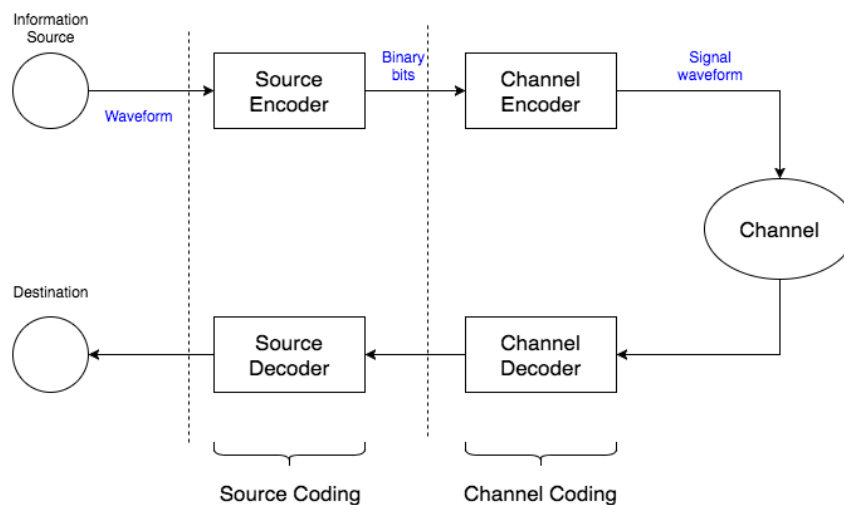 Information
Source
Waveform
Source
Encoder
Binary
bits
Channel
Encoder
Signal
waveform
Channel
Destination
Source
Decoder
Channel
Decoder
Source Coding
Channel Coding